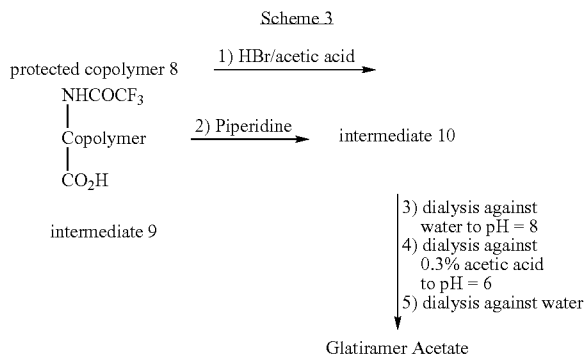 Scheme 3
protected copolymer 8
1) HBr/acetic acid
NHCOCF3
Copolymer
CO2H
intermediate 9
2) Piperidine
intermediate 10
3) dialysis against
water to pH = 8
4) dialysis against
0.3% acetic acid
to pH = 6
5) dialysis against water
Glatiramer Acetate